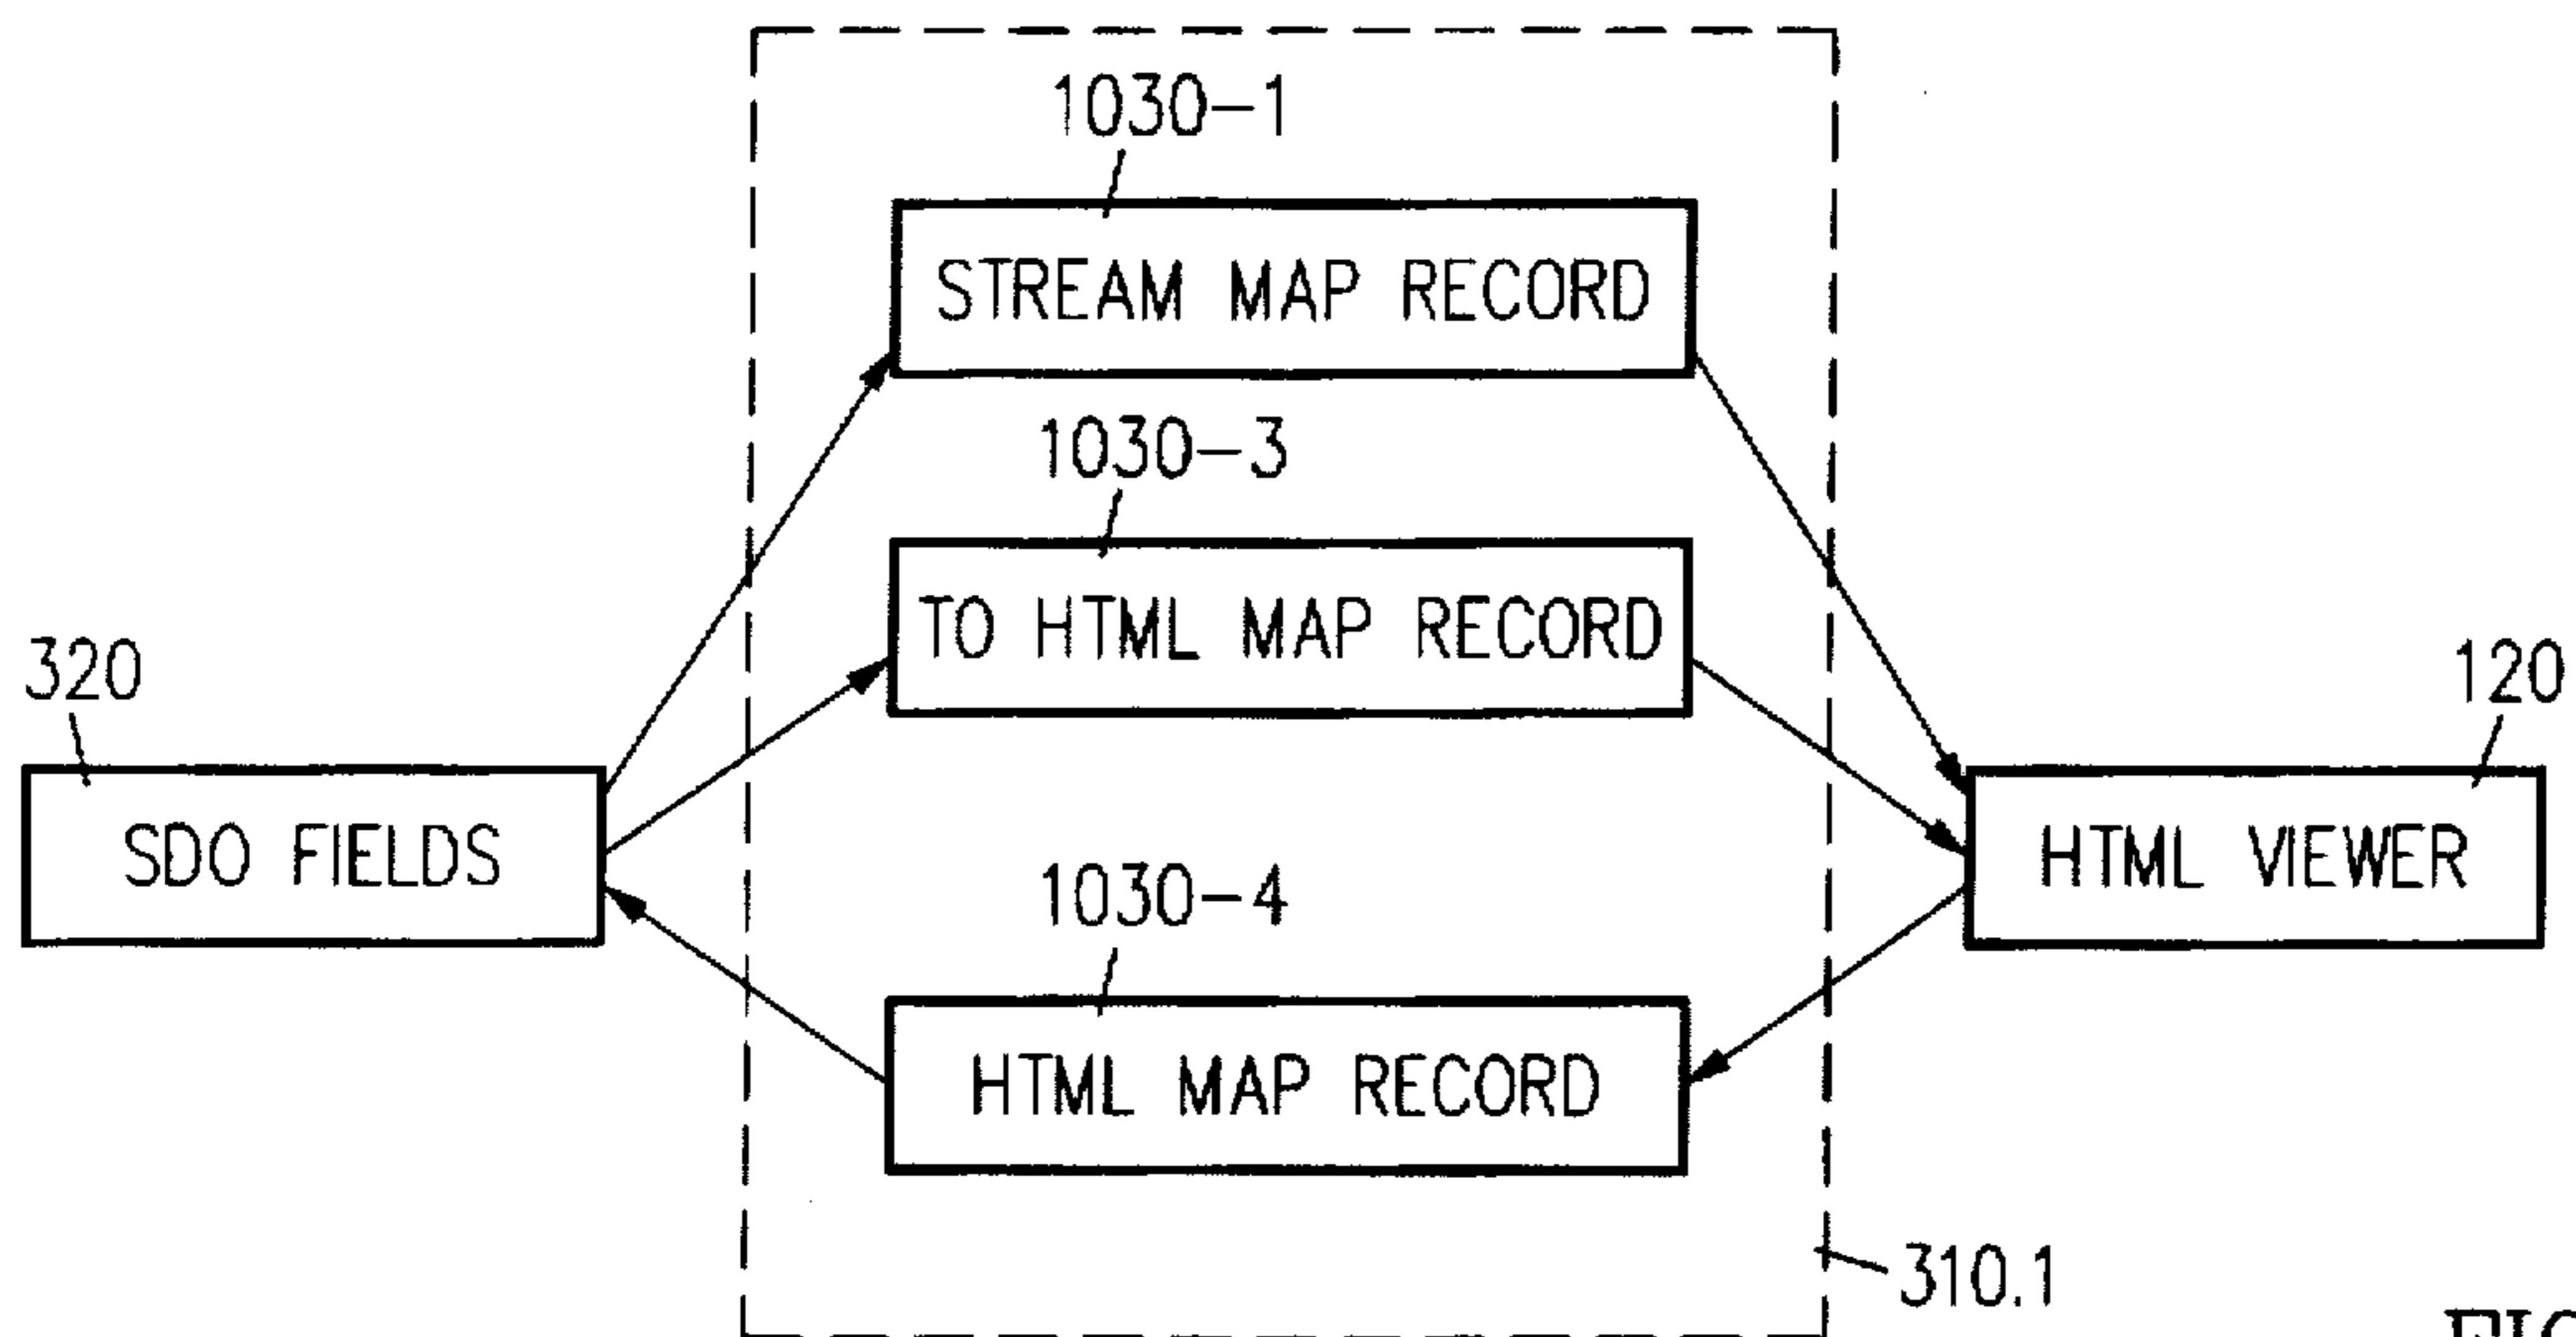 1030-1
STREAM MAP RECORD
1030-3
TO HTML MAP RECORD
320
120
SDO FIELDS
HTML VIEWER
1030-4
HTML MAP RECORD
310.1